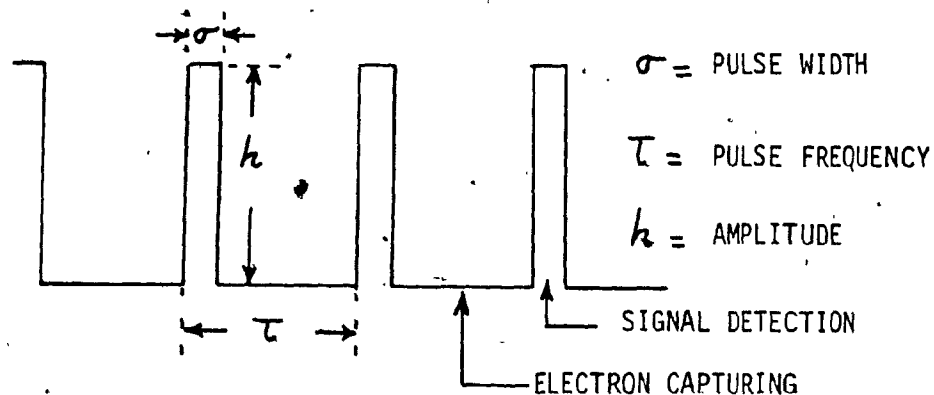 σ
σ = PULSE WIDTH
h
τ = PULSE FREQUENCY
h = AMPLITUDE
τ
SIGNAL DETECTION
ELECTRON CAPTURING